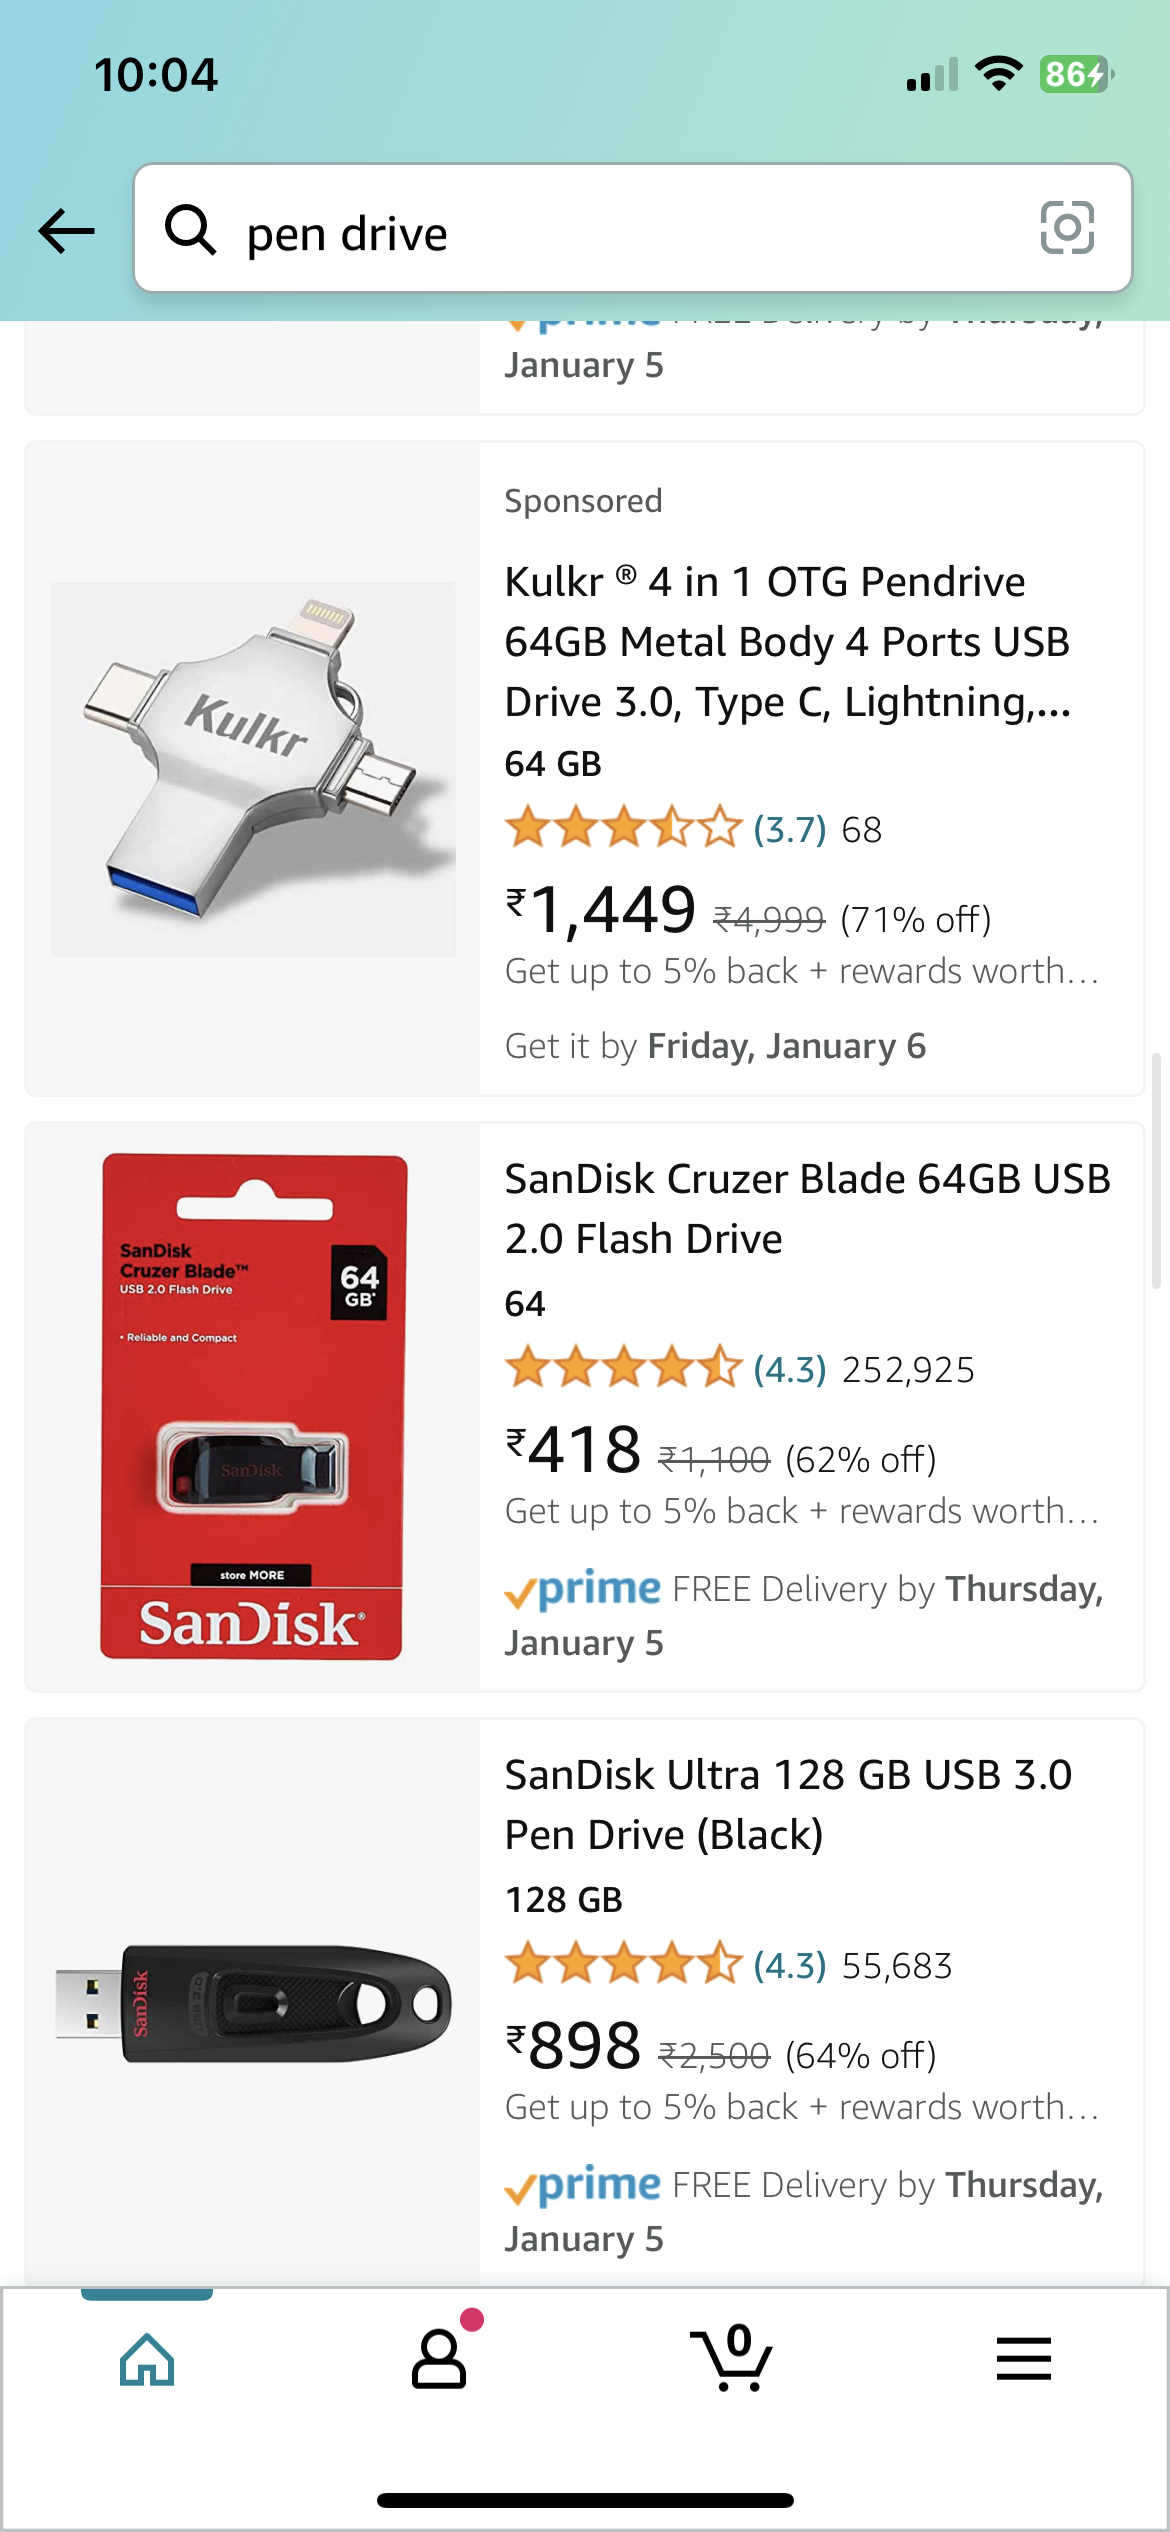 10:04
86
pen drive
prime FREE Delivery by Thursday,
January 5
Sponsored
Kulkr ® 4 in 1 OTG Pendrive
64GB Metal Body 4 Ports USB
Drive 3.0, Type C, Lightning,...
64 GB
(3.7) 68
₹1,449 ₹4,999 (71% off)
Get up to 5% back + rewards worth...
Get it by Friday, January 6
Kulkr
SanDisk Cruzer Blade 64GB USB
2.0 Flash Drive
64
(4.3) 252,925
₹418 ₹1,100 (62% off)
Get up to 5% back + rewards worth...
prime FREE Delivery by Thursday,
January 5
SanDisk
Cruzer Blade™
USB 2.0 Flash Drive
64
GB*
• Reliable and Compact
SanDisk
store MORE
SanDisk®
SanDisk Ultra 128 GB USB 3.0
Pen Drive (Black)
128 GB
(4.3) 55,683
₹898 ₹2,500 (64% off)
Get up to 5% back + rewards worth...
prime FREE Delivery by Thursday,
January 5
SanDisk
0